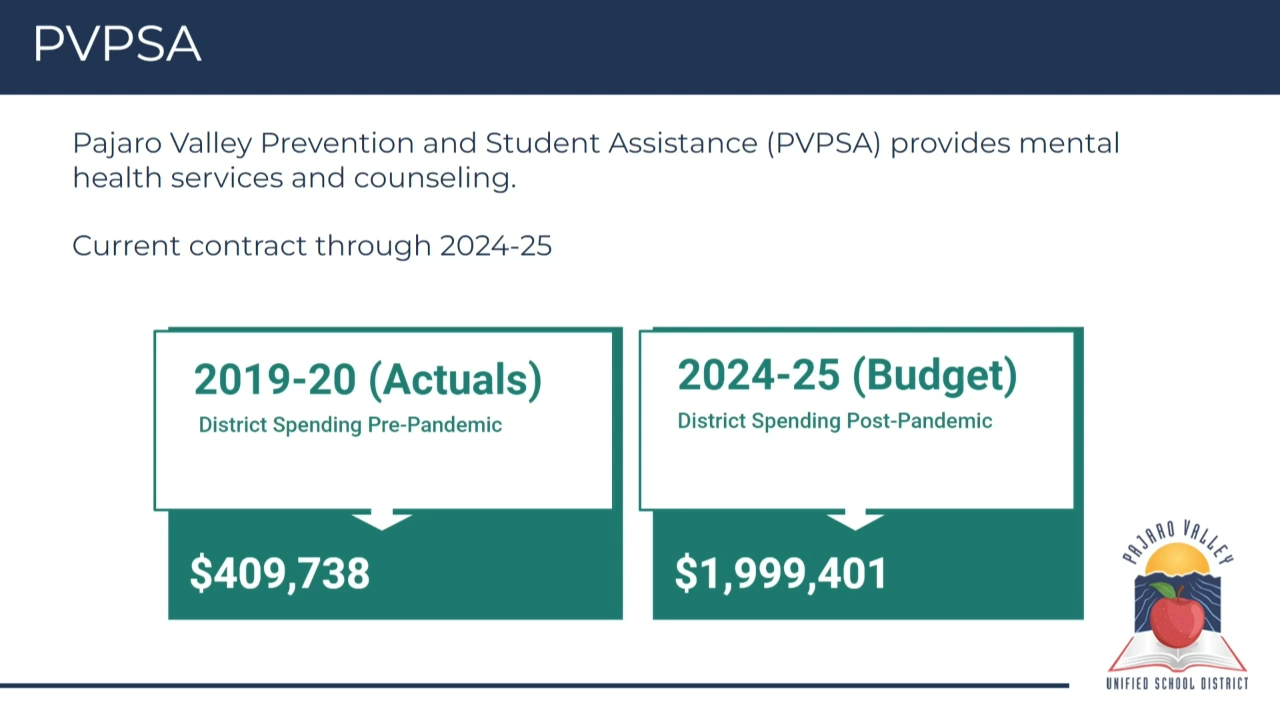 PVPSA
Pajaro Valley Prevention and Student Assistance (PVPSA) provides mental
health services and counseling.
Current contract through 2024-25
2019-20 (Actuals)
District Spending Pre-Pandemic
$409,738
2024-25 (Budget)
District Spending Post-Pandemic
$1,999,401
PAJARO VALLEY
UNIFIED SCHOOL DISTRICT